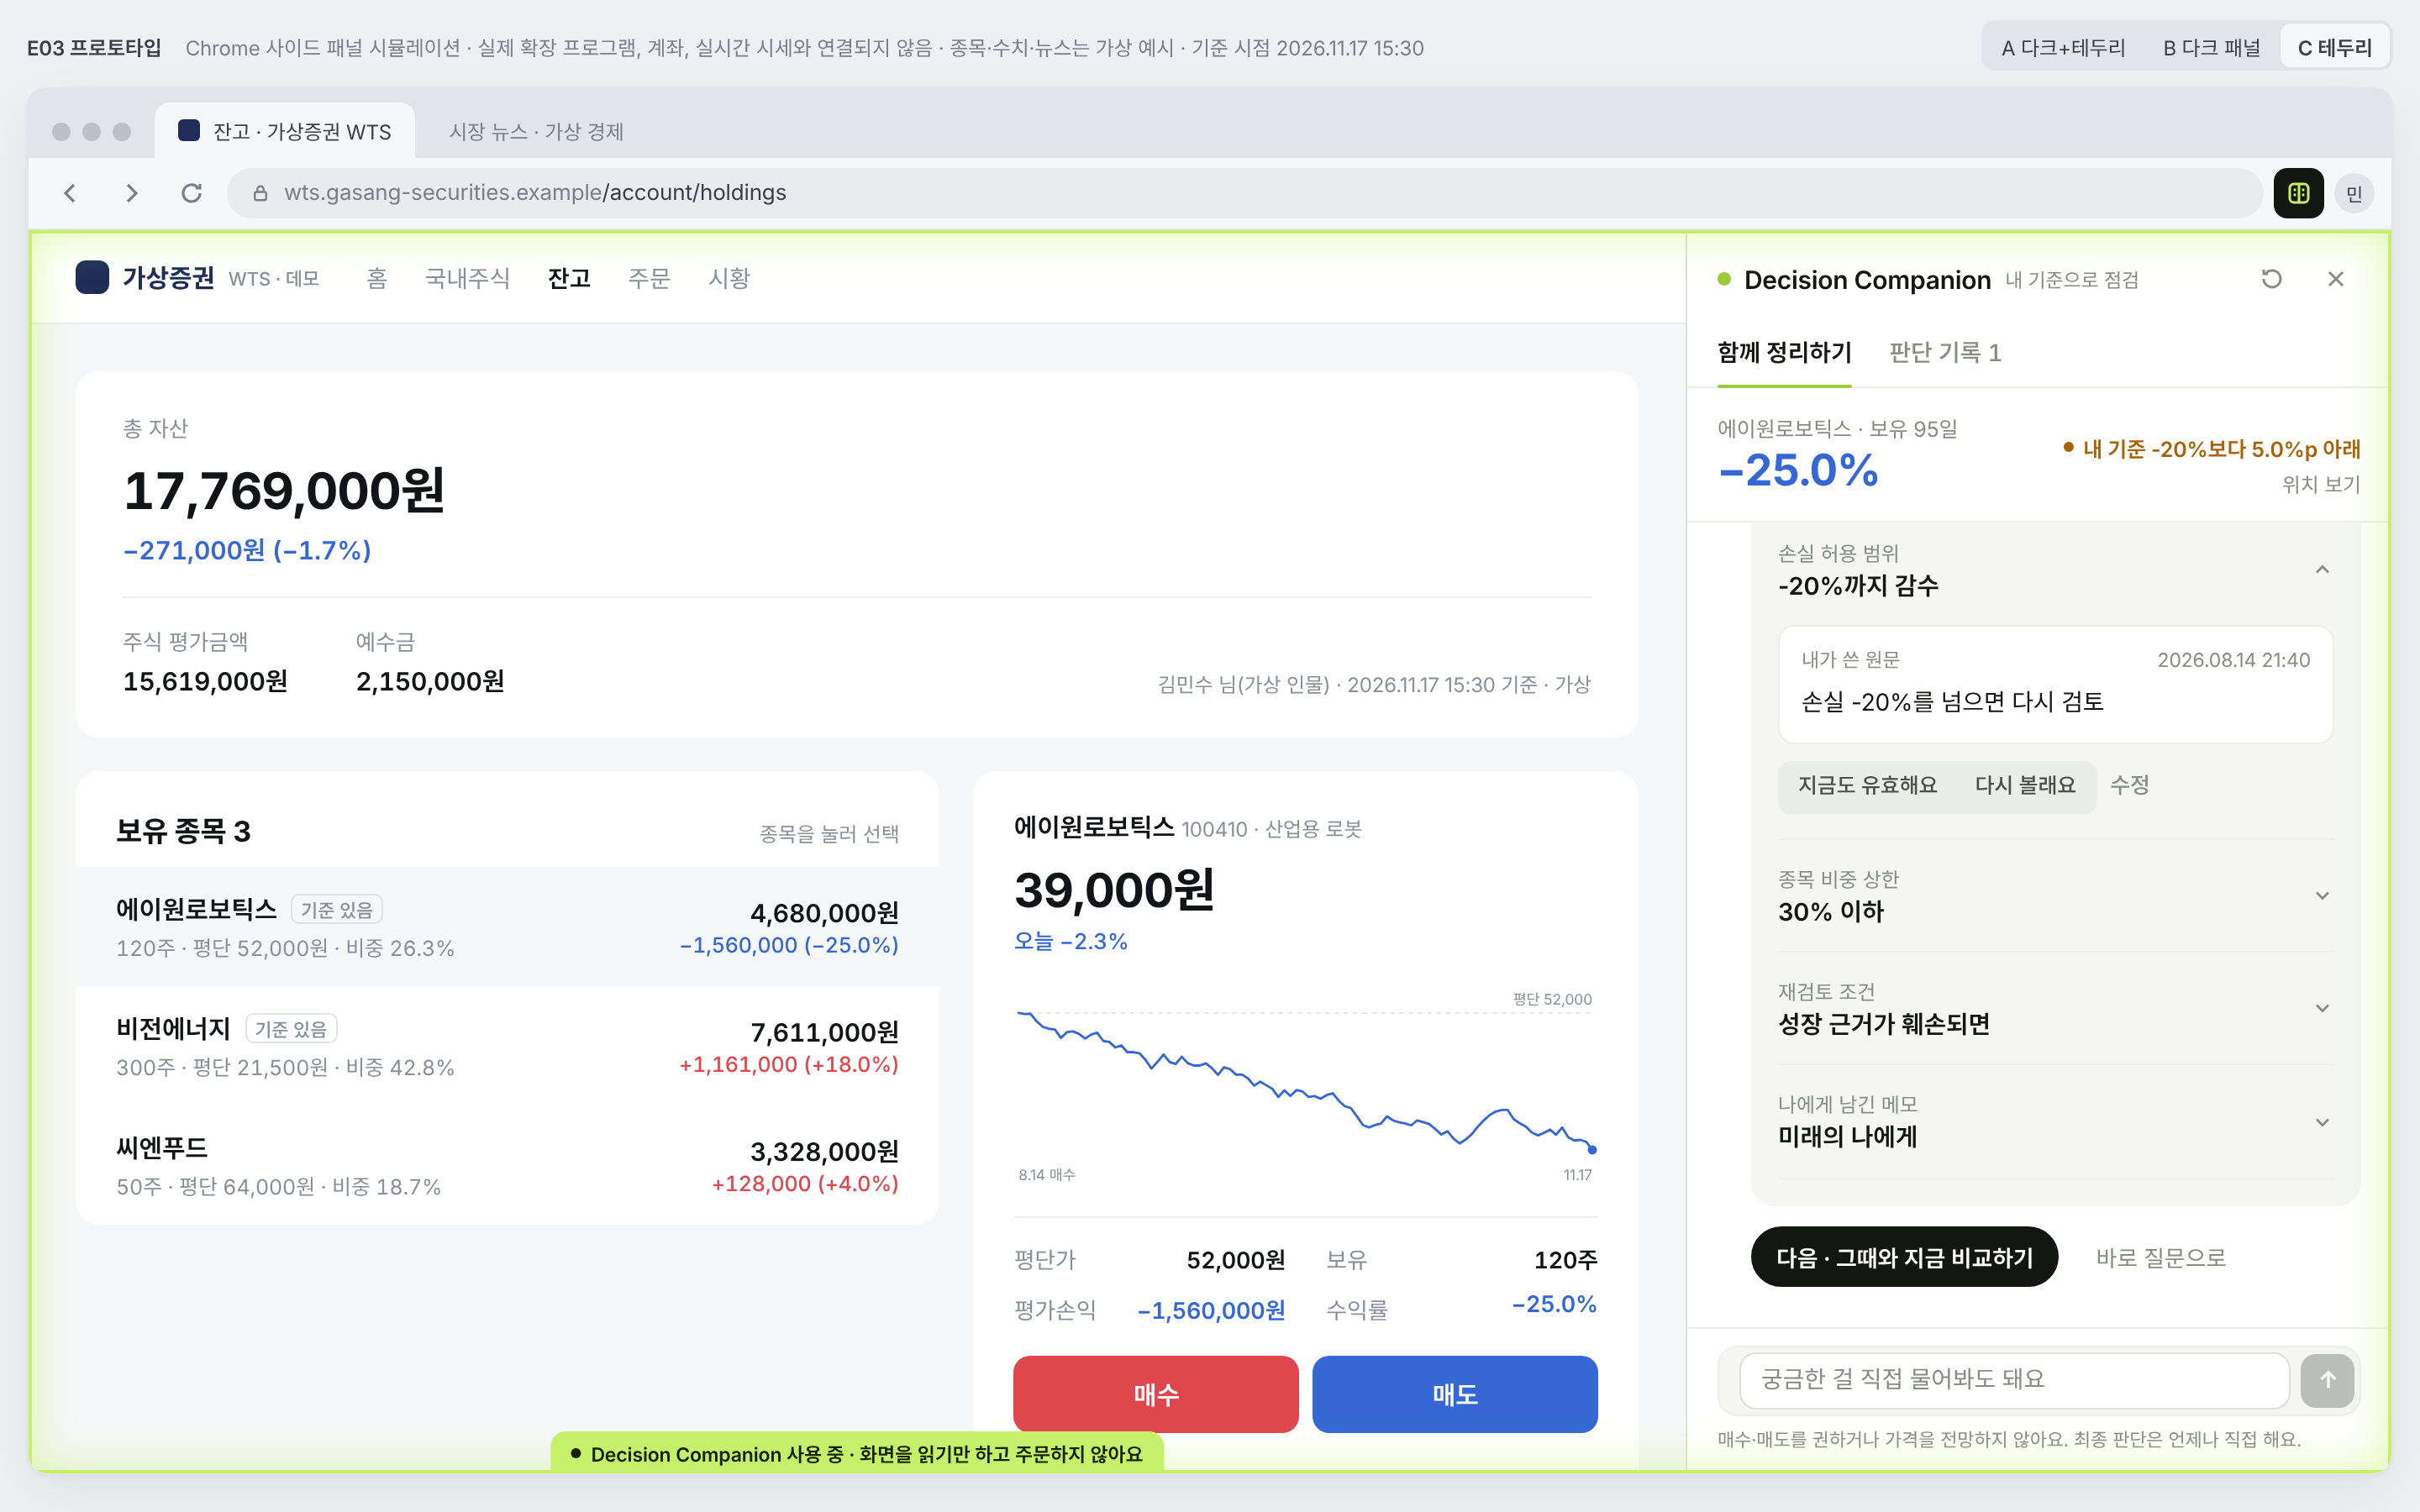 E03 프로토타입 Chrome 사이드 패널 시뮬레이션 · 실제 확장 프로그램, 계좌, 실시간 시세와 연결되지 않음 · 종목·수치·뉴스는 가상 예시 · 기준 시점 2026.11.17 15:30
A 다크+테두리 B 다크 패널 C 테두리
잔고 · 가상증권 WTS 시장 뉴스 · 가상 경제
wts.gasang-securities.example/account/holdings
민
가상증권 WTS · 데모 홈 국내주식 잔고 주문 시황
총 자산
17,769,000원
−271,000원 (−1.7%)
주식 평가금액 예수금
15,619,000원 2,150,000원
김민수 님(가상 인물) · 2026.11.17 15:30 기준 · 가상
보유 종목 3 종목을 눌러 선택
에이원로보틱스 기준 있음 4,680,000원
120주 · 평단 52,000원 · 비중 26.3% −1,560,000 (−25.0%)
비전에너지 기준 있음 7,611,000원
300주 · 평단 21,500원 · 비중 42.8% +1,161,000 (+18.0%)
씨엔푸드 3,328,000원
50주 · 평단 64,000원 · 비중 18.7% +128,000 (+4.0%)
에이원로보틱스 100410 · 산업용 로봇
39,000원
오늘 −2.3%
평단 52,000
8.14 매수 11.17
평단가 52,000원 보유 120주
평가손익 −1,560,000원 수익률 −25.0%
매수 매도
Decision Companion 사용 중 · 화면을 읽기만 하고 주문하지 않아요
Decision Companion 내 기준으로 점검
함께 정리하기 판단 기록 1
에이원로보틱스 · 보유 95일
−25.0%
내 기준 -20%보다 5.0%p 아래
위치 보기
손실 허용 범위
-20%까지 감수
내가 쓴 원문 2026.08.14 21:40
손실 -20%를 넘으면 다시 검토
지금도 유효해요 다시 볼래요 수정
종목 비중 상한
30% 이하
재검토 조건
성장 근거가 훼손되면
나에게 남긴 메모
미래의 나에게
다음 · 그때와 지금 비교하기 바로 질문으로
궁금한 걸 직접 물어봐도 돼요
매수·매도를 권하거나 가격을 전망하지 않아요. 최종 판단은 언제나 직접 해요.